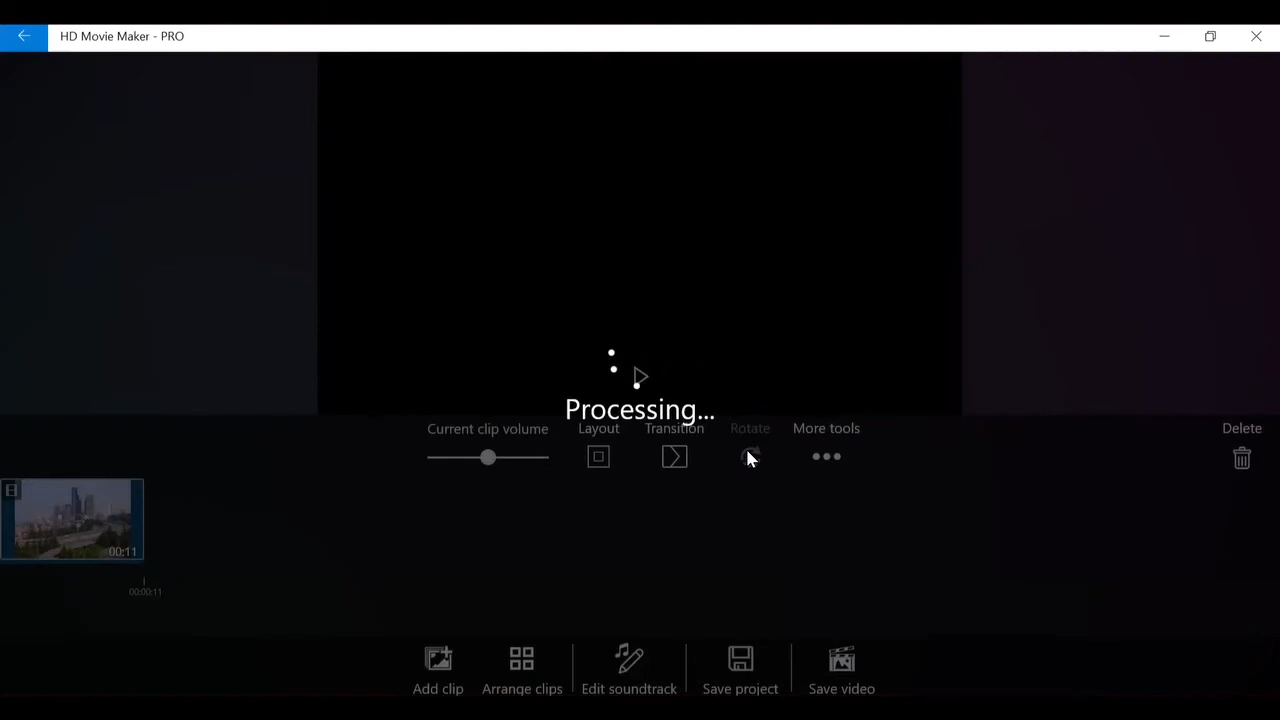 HD Movie Maker - PRO
Processing...
Current clip volume
Layout
Transition
Rotate
More tools
Delete
00:11
00:00:11
Add clip
Arrange clips
Edit soundtrack
Save project
Save video